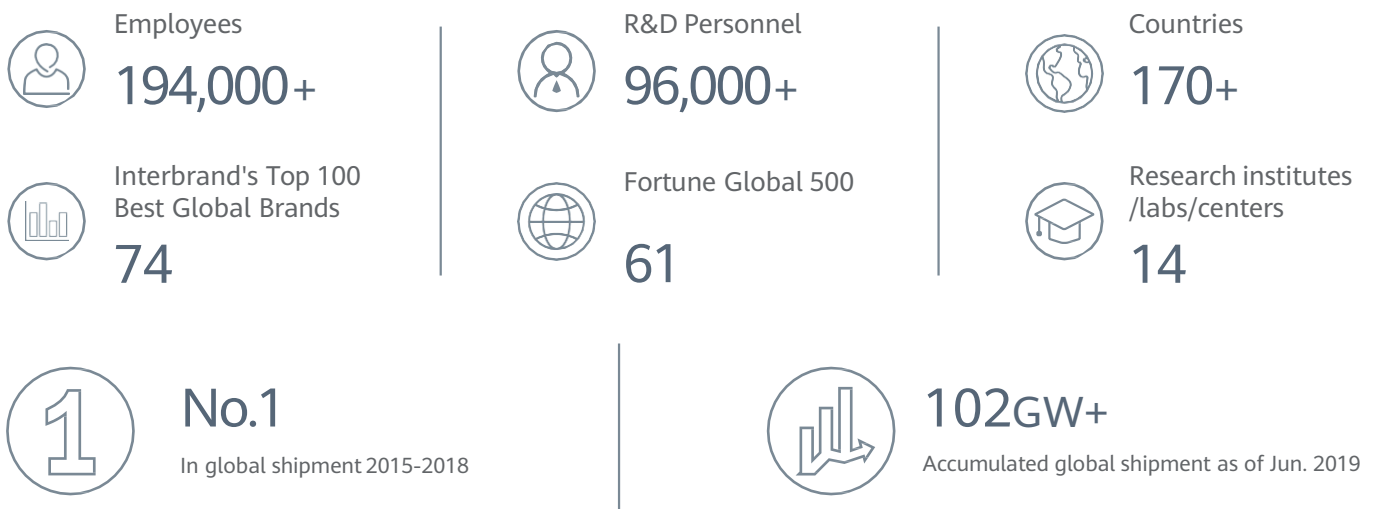 Employees
194,000+
R&D Personnel
96,000+
Countries
170+
Interbrand's Top 100
Best Global Brands
74
Fortune Global 500
61
Research institutes
/labs/centers
14
1
No.1
In global shipment 2015-2018
102GW+
Accumulated global shipment as of Jun. 2019